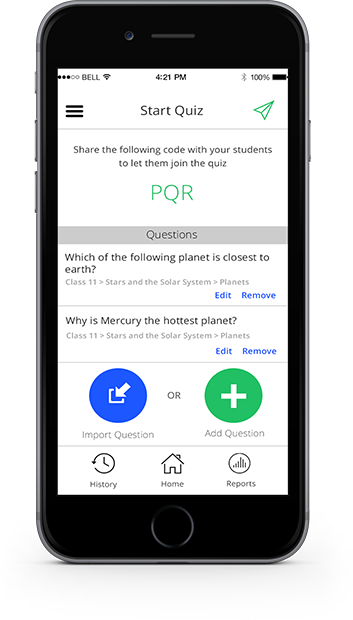 ●●●○○ BELL 4:21 PM 100%
Start Quiz
Share the following code with your students
to let them join the quiz
PQR
Questions
Which of the following planet is closest to
earth?
Class 11 > Stars and the Solar System > Planets
Edit Remove
Why is Mercury the hottest planet?
Class 11 > Stars and the Solar System > Planets
Edit Remove
OR
Import Question Add Question
History Home Reports